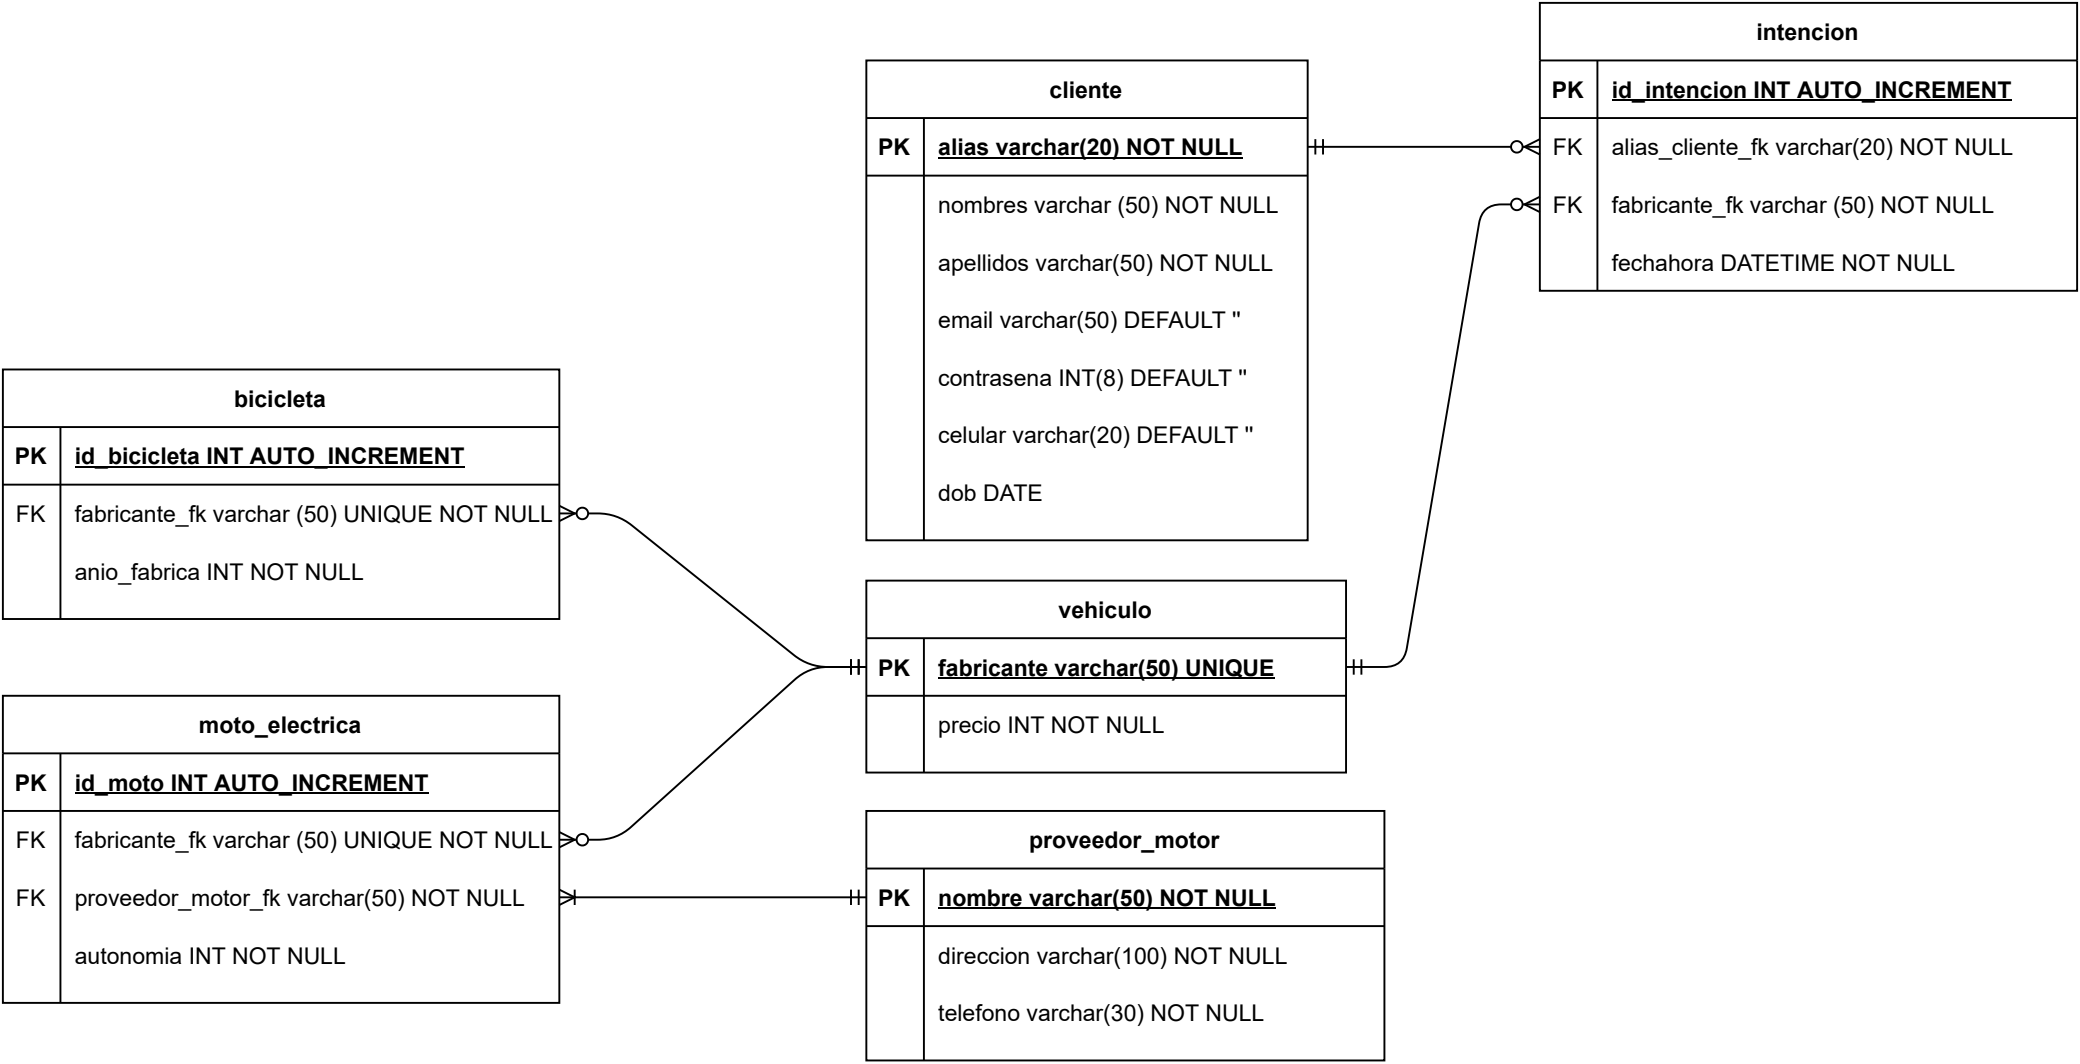 intencion
PK id_intencion INT AUTO_INCREMENT
FK alias_cliente_fk varchar(20) NOT NULL
FK fabricante_fk varchar (50) NOT NULL
fechahora DATETIME NOT NULL
cliente
PK alias varchar(20) NOT NULL
nombres varchar (50) NOT NULL
apellidos varchar(50) NOT NULL
email varchar(50) DEFAULT ''
contrasena INT(8) DEFAULT ''
celular varchar(20) DEFAULT ''
dob DATE
bicicleta
PK id_bicicleta INT AUTO_INCREMENT
FK fabricante_fk varchar (50) UNIQUE NOT NULL
anio_fabrica INT NOT NULL
vehiculo
PK fabricante varchar(50) UNIQUE
precio INT NOT NULL
moto_electrica
PK id_moto INT AUTO_INCREMENT
FK fabricante_fk varchar (50) UNIQUE NOT NULL
FK proveedor_motor_fk varchar(50) NOT NULL
autonomia INT NOT NULL
proveedor_motor
PK nombre varchar(50) NOT NULL
direccion varchar(100) NOT NULL
telefono varchar(30) NOT NULL